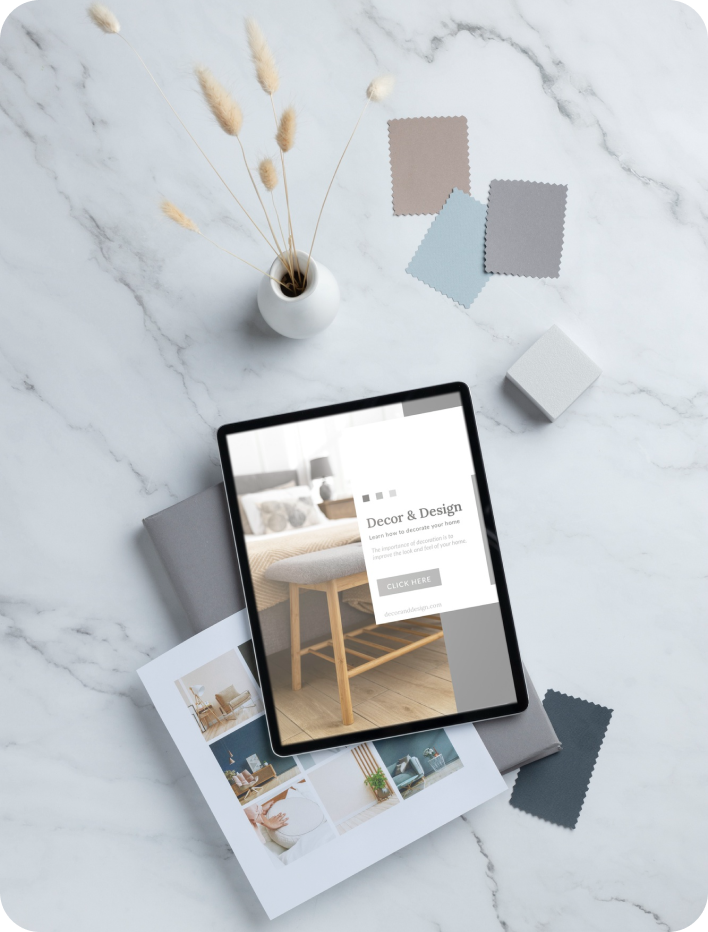 Decor & Design
Learn how to decorate your home
The importance of decoration is to
improve the look and feel of your home.
CLICK HERE
decoranddesign.com